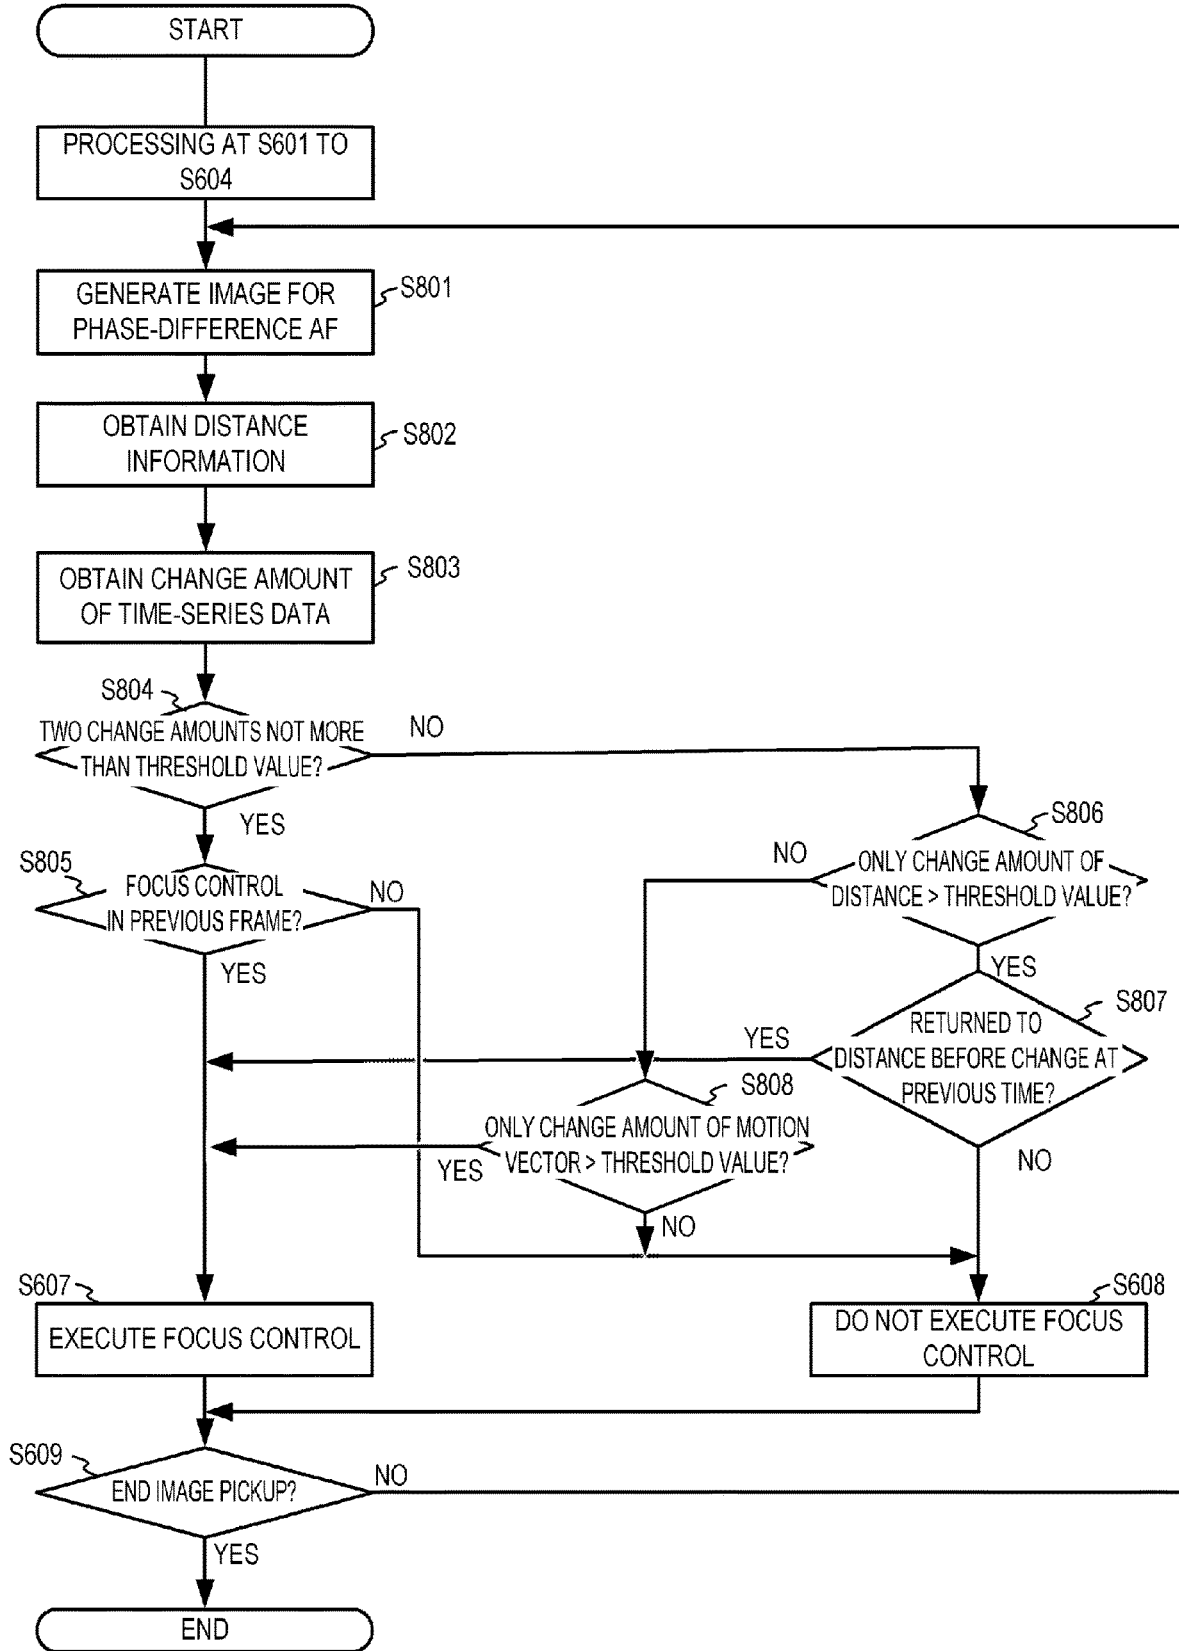 START
PROCESSING AT S601 TO
S604
GENERATE IMAGE FOR
PHASE-DIFFERENCE AF
S801
OBTAIN DISTANCE
INFORMATION
S802
OBTAIN CHANGE AMOUNT
OF TIME-SERIES DATA
S803
S804
TWO CHANGE AMOUNTS NOT MORE
THAN THRESHOLD VALUE?
NO
YES
S805
FOCUS CONTROL
IN PREVIOUS FRAME?
NO
YES
S806
ONLY CHANGE AMOUNT OF
DISTANCE > THRESHOLD VALUE?
NO
YES
S807
RETURNED TO
DISTANCE BEFORE CHANGE AT
PREVIOUS TIME?
YES
NO
S808
ONLY CHANGE AMOUNT OF MOTION
VECTOR > THRESHOLD VALUE?
YES
NO
S607
EXECUTE FOCUS CONTROL
S608
DO NOT EXECUTE FOCUS
CONTROL
S609
END IMAGE PICKUP?
NO
YES
END